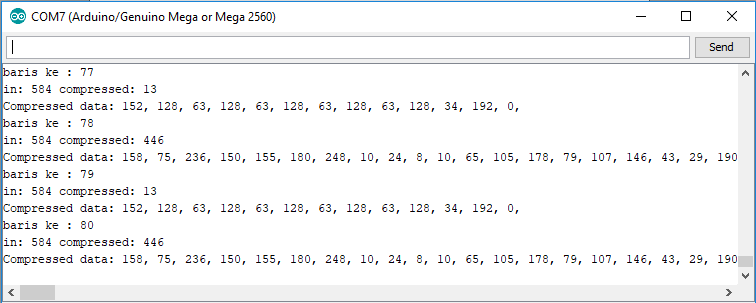 COM7 (Arduino/Genuino Mega or Mega 2560)
Send
baris ke : 77
in: 584 compressed: 13
Compressed data: 152, 128, 63, 128, 63, 128, 63, 128, 63, 128, 34, 192, 0,
baris ke : 78
in: 584 compressed: 446
Compressed data: 158, 75, 236, 150, 155, 180, 248, 10, 24, 8, 10, 65, 105, 178, 79, 107, 146, 43, 29, 190
baris ke : 79
in: 584 compressed: 13
Compressed data: 152, 128, 63, 128, 63, 128, 63, 128, 63, 128, 34, 192, 0,
baris ke : 80
in: 584 compressed: 446
Compressed data: 158, 75, 236, 150, 155, 180, 248, 10, 24, 8, 10, 65, 105, 178, 79, 107, 146, 43, 29, 190